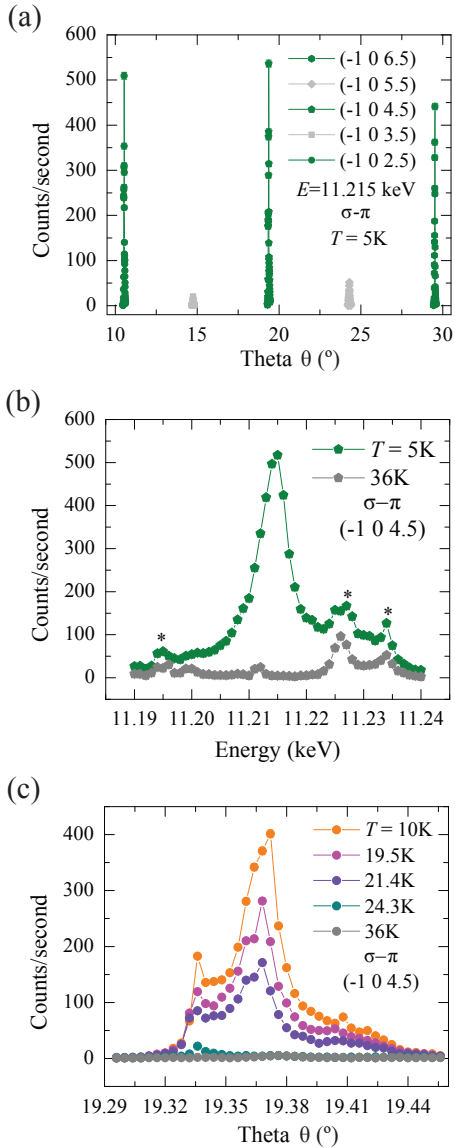 (a)
600
500
400
300
200
100
0
Counts/second
(-1 0 6.5)
(-1 0 5.5)
(-1 0 4.5)
(-1 0 3.5)
(-1 0 2.5)
E=11.215 keV
σ-π
T = 5K
10 15 20 25 30
Theta θ (º)
(b)
600
500
400
300
200
100
0
Counts/second
T = 5K
36K
σ−π
(-1 0 4.5)
*
* *
11.19 11.20 11.21 11.22 11.23 11.24
Energy (keV)
(c)
400
300
200
100
0
Counts/second
T = 10K
19.5K
21.4K
24.3K
36K
σ−π
(-1 0 4.5)
19.29 19.32 19.35 19.38 19.41 19.44
Theta θ (º)